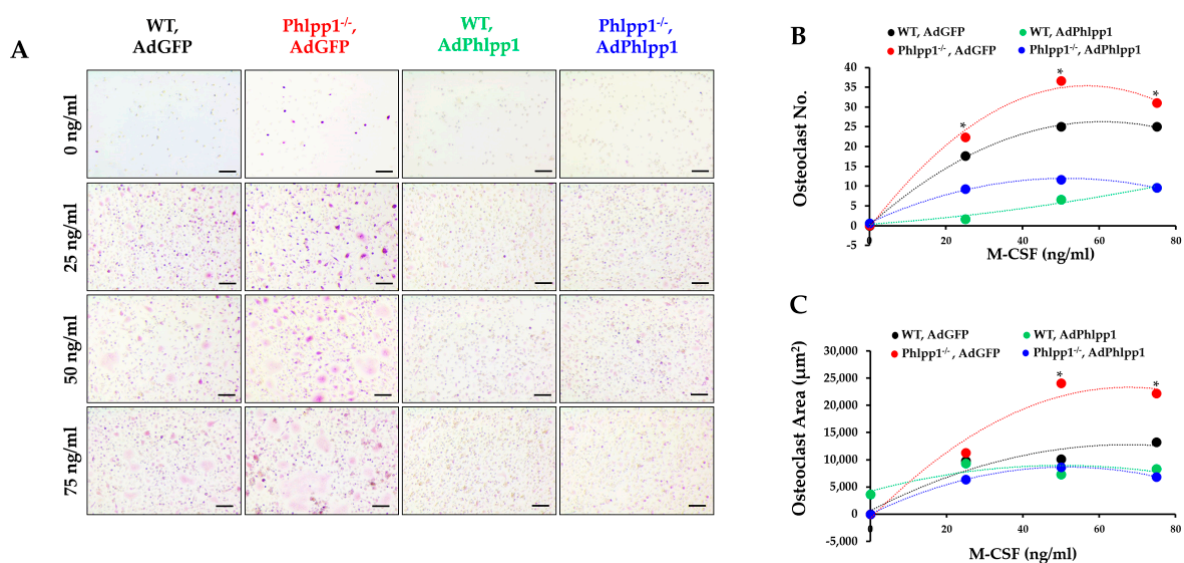 A
WT,
AdGFP
Phlpp1-/-,
AdGFP
WT,
AdPhlpp1
Phlpp1-/-,
AdPhlpp1
0 ng/ml
25 ng/ml
50 ng/ml
75 ng/ml
B
WT, AdGFP
WT, AdPhlpp1
Phlpp1-/-, AdGFP
Phlpp1-/-, AdPhlpp1
Osteoclast No.
40
35
30
25
20
15
10
5
0
-5
* * *
0 20 40 60 80
M-CSF (ng/ml)
C
WT, AdGFP
WT, AdPhlpp1
Phlpp1-/-, AdGFP
Phlpp1-/-, AdPhlpp1
Osteoclast Area (µm²)
30,000
25,000
20,000
15,000
10,000
5,000
0
-5,000
* *
0 20 40 60 80
M-CSF (ng/ml)